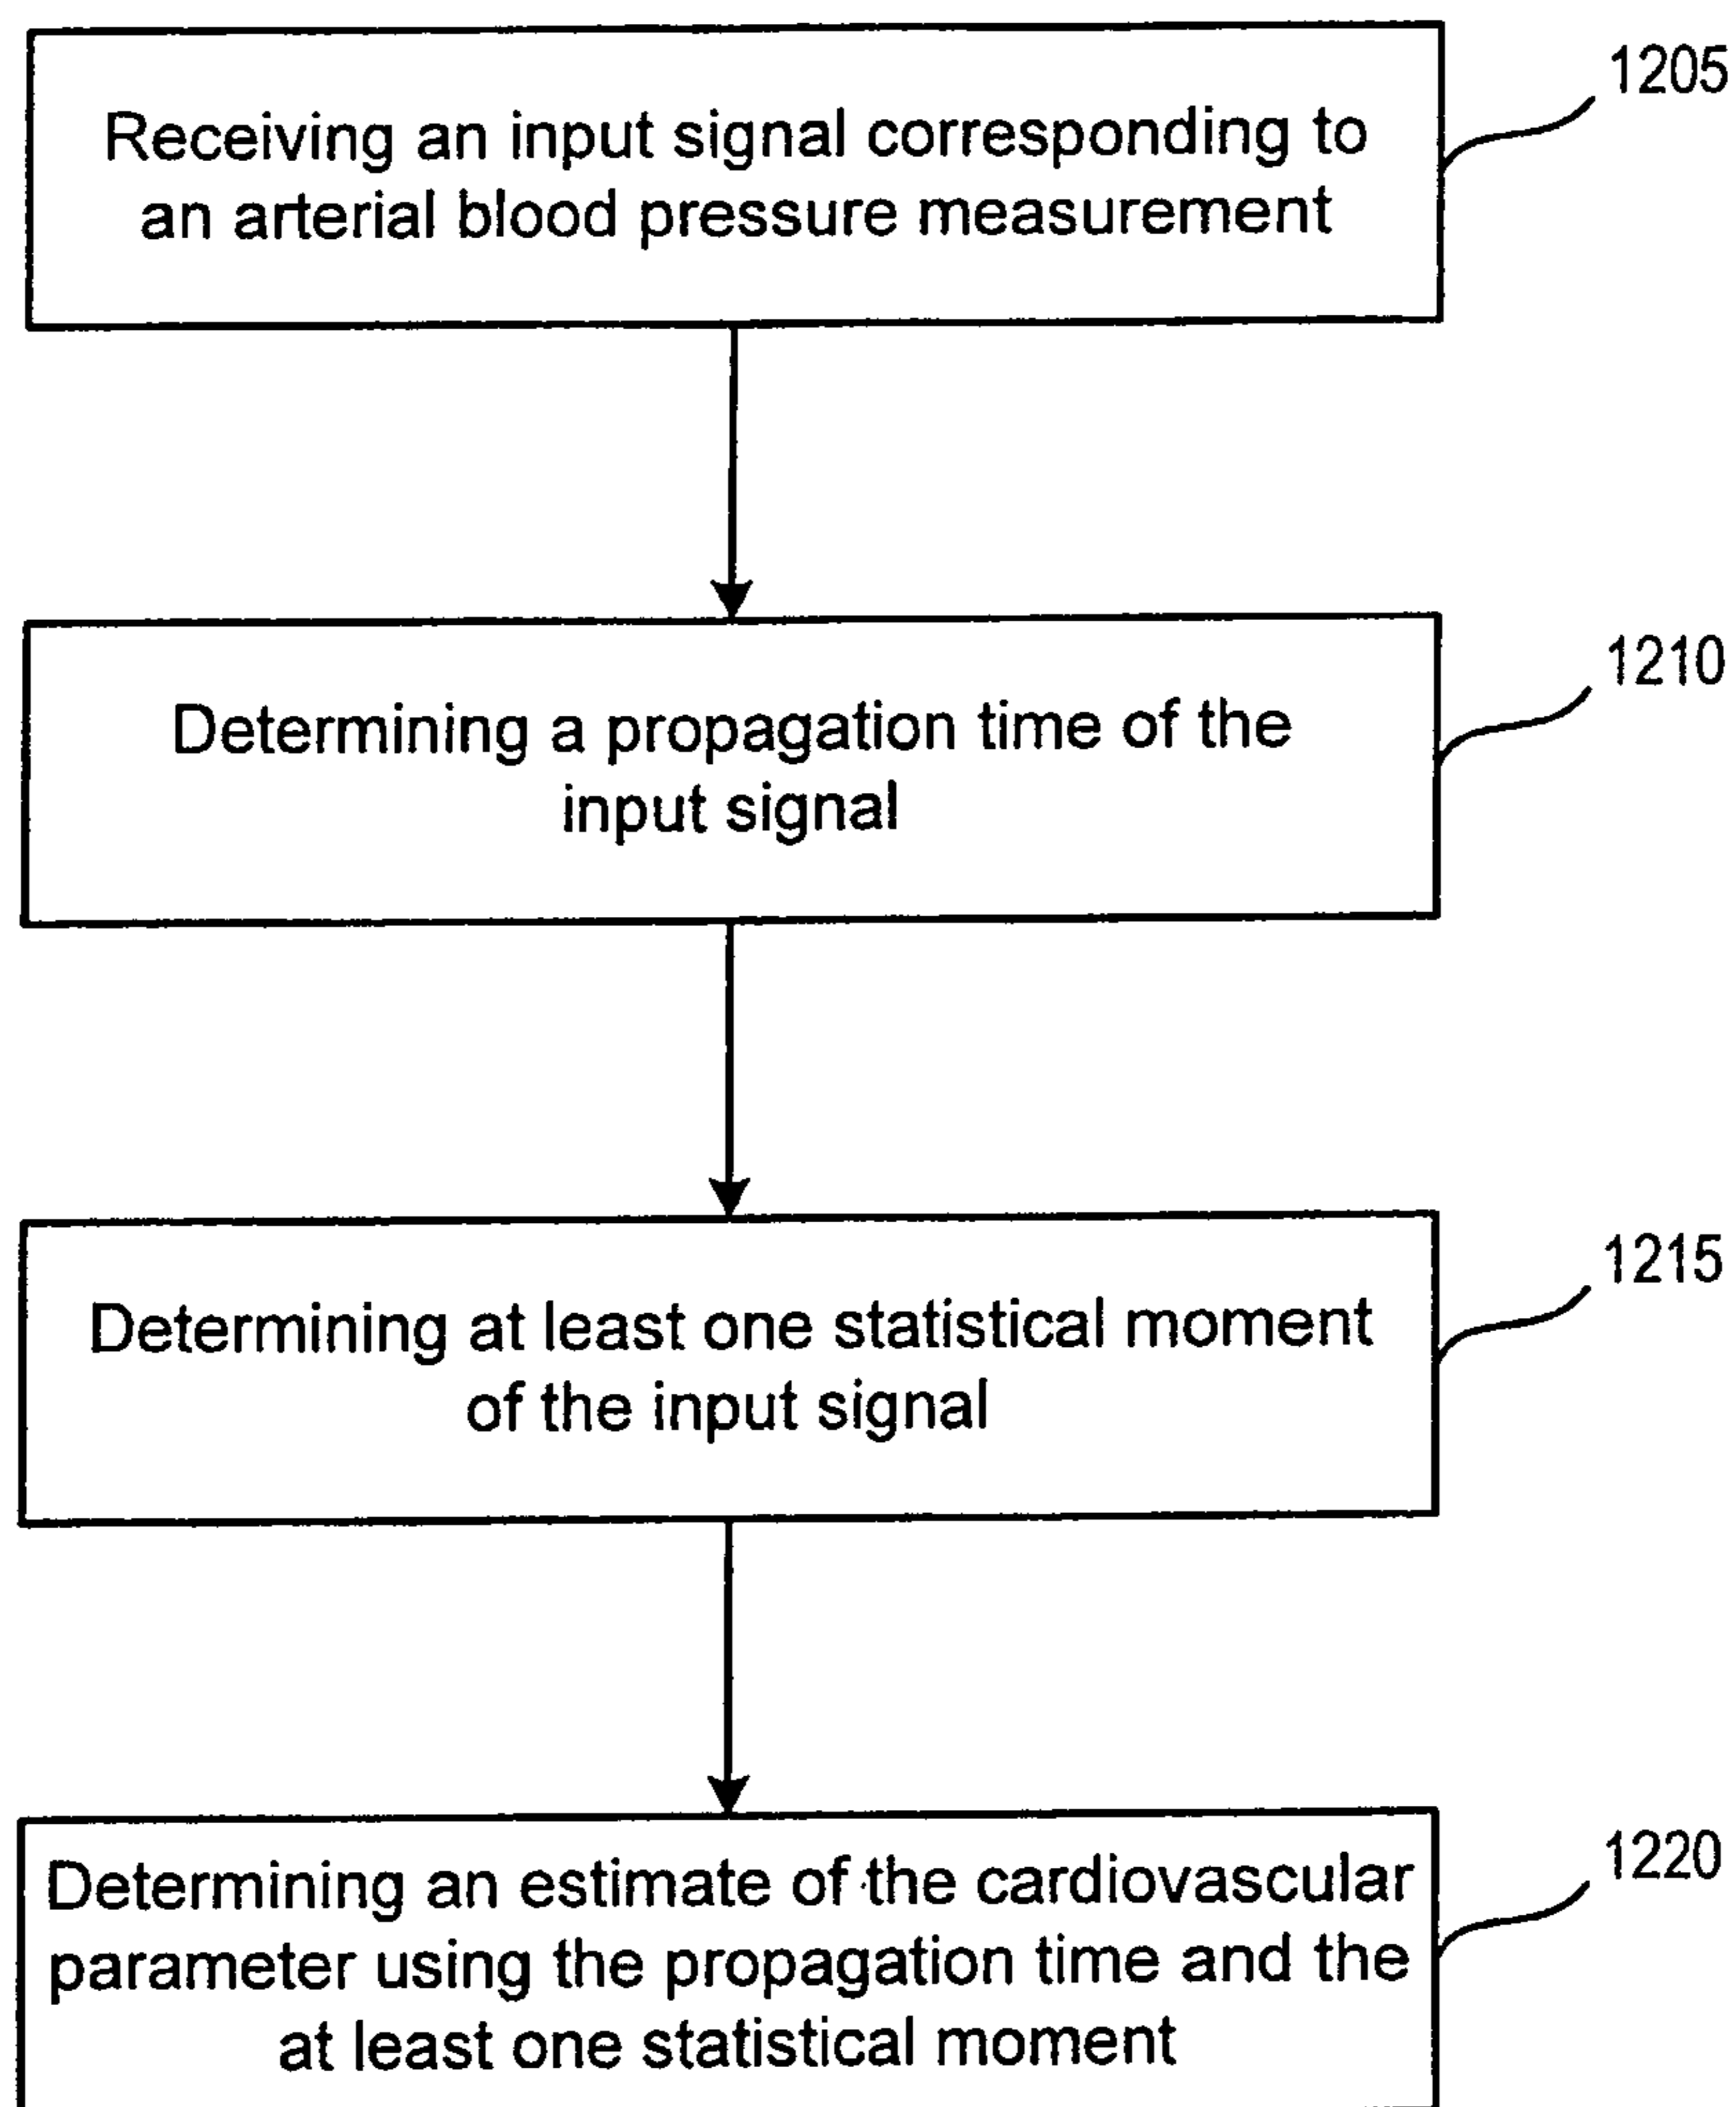 Receiving an input signal corresponding to
an arterial blood pressure measurement
1205
Determining a propagation time of the
input signal
1210
Determining at least one statistical moment
of the input signal
1215
Determining an estimate of the cardiovascular
parameter using the propagation time and the
at least one statistical moment
1220